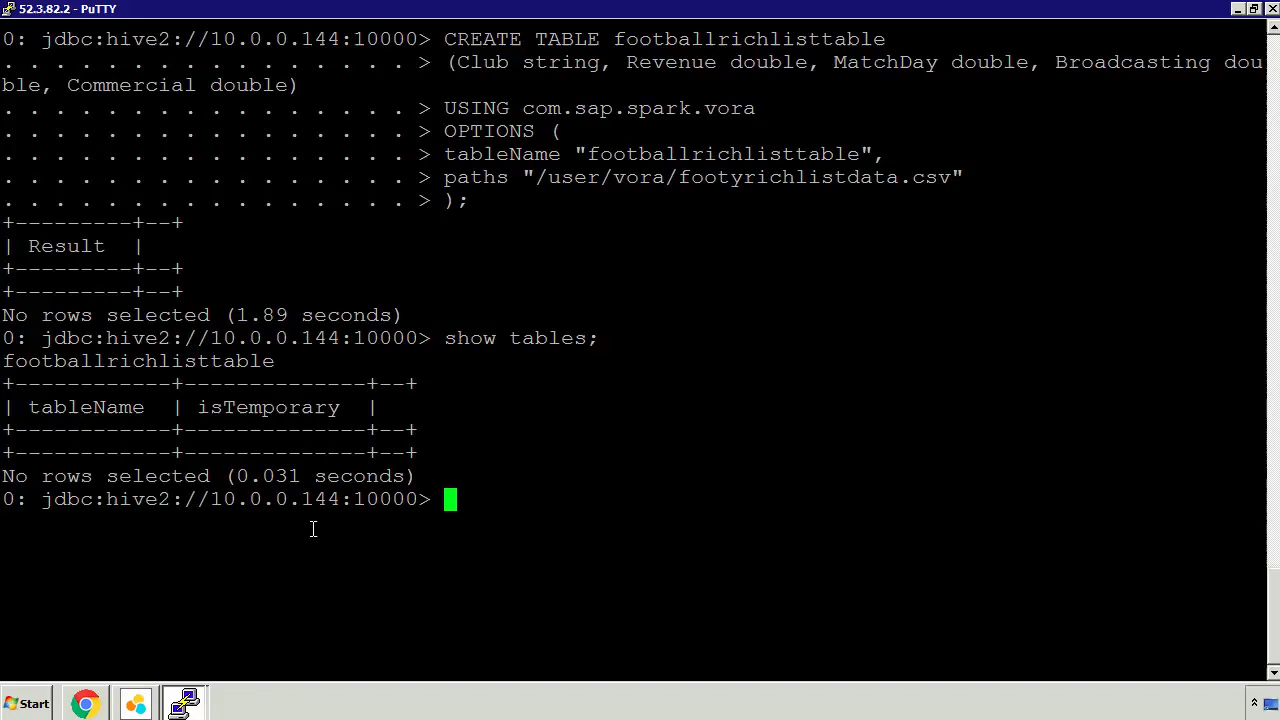 52.3.82.2 - PuTTY
0: jdbc:hive2://10.0.0.144:10000> CREATE TABLE footballrichlisttable
. . . . . . . . . . . . . . . . > (Club string, Revenue double, MatchDay double, Broadcasting dou
ble, Commercial double)
. . . . . . . . . . . . . . . . > USING com.sap.spark.vora
. . . . . . . . . . . . . . . . > OPTIONS (
. . . . . . . . . . . . . . . . > tableName "footballrichlisttable",
. . . . . . . . . . . . . . . . > paths "/user/vora/footyrichlistdata.csv"
. . . . . . . . . . . . . . . . > );
+---------+--+
| Result  |
+---------+--+
+---------+--+
No rows selected (1.89 seconds)
0: jdbc:hive2://10.0.0.144:10000> show tables;
footballrichlisttable
+------------+--------------+--+
| tableName  | isTemporary  |
+------------+--------------+--+
+------------+--------------+--+
No rows selected (0.031 seconds)
0: jdbc:hive2://10.0.0.144:10000>
Start